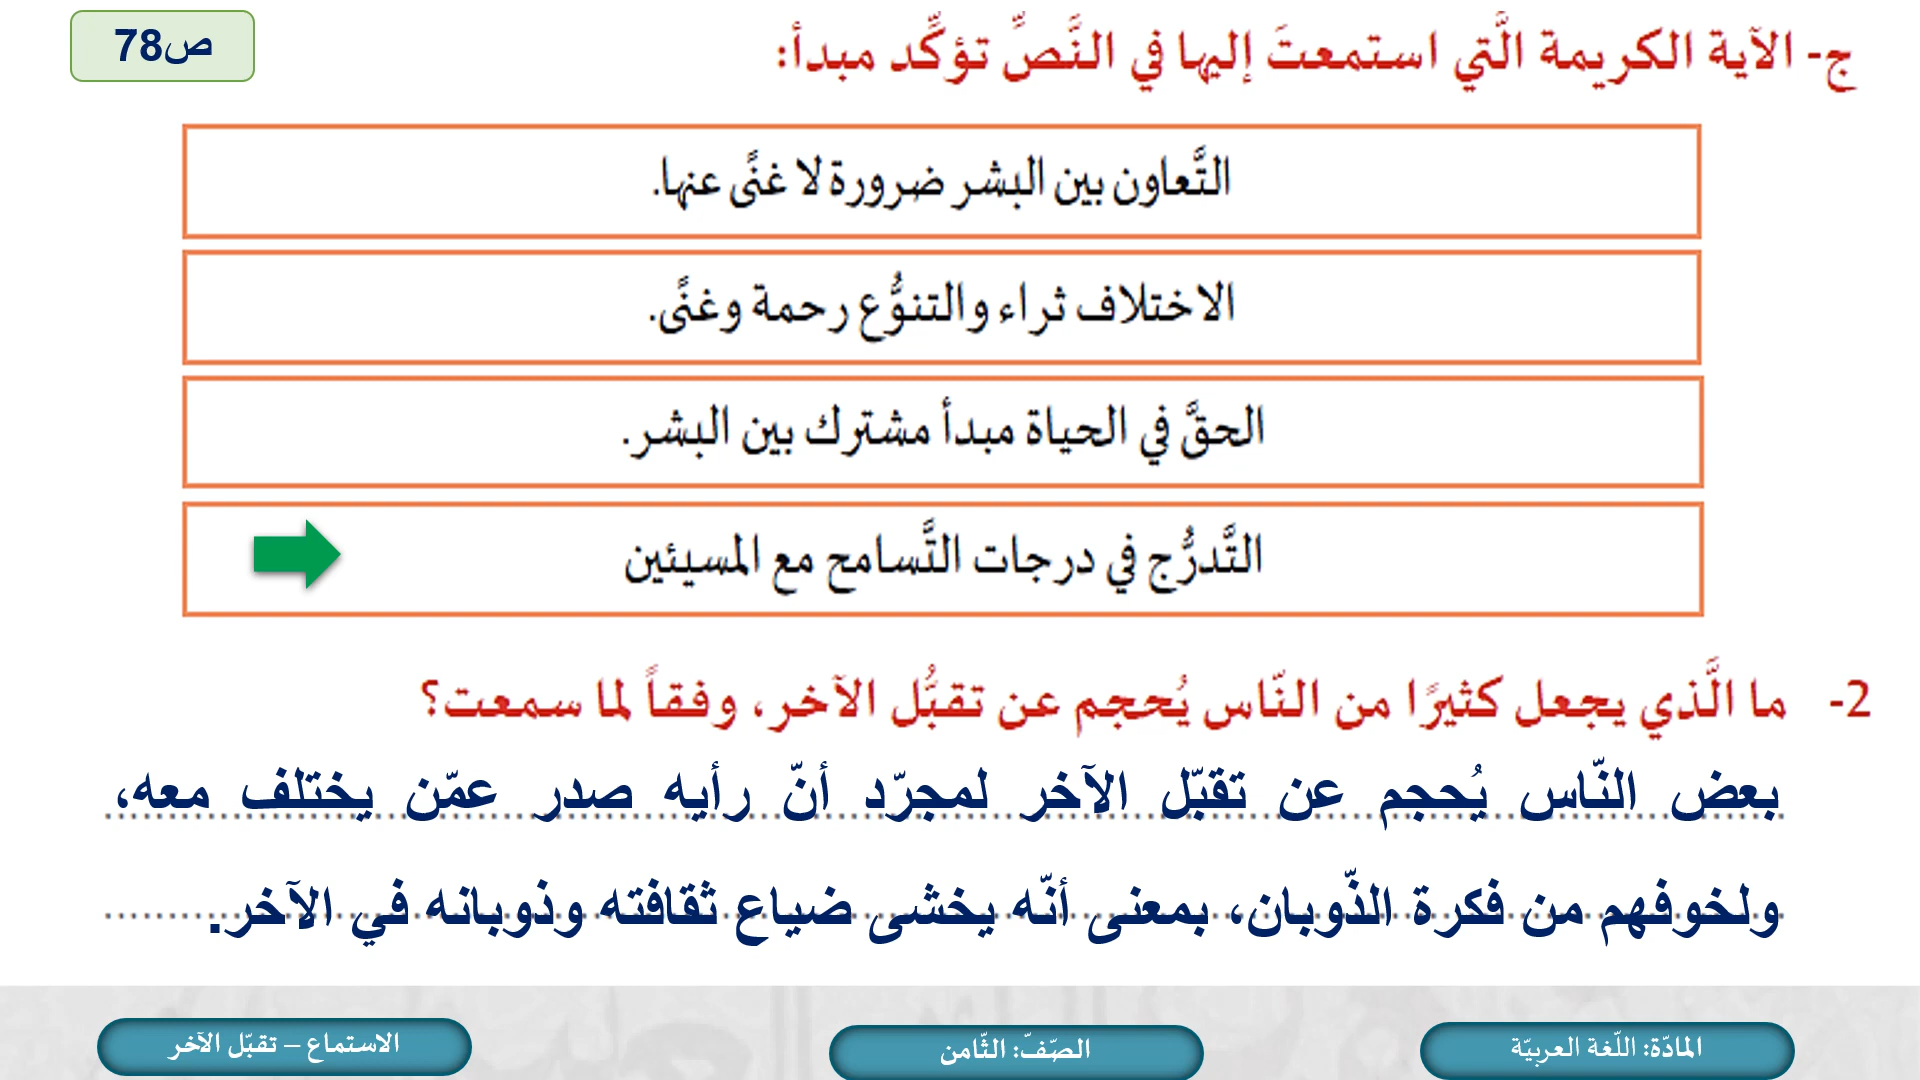 ص78
ج- الآية الكريمة الَّتي استمعتَ إليها في النَّصِّ تؤكِّد مبدأ:
التَّعاون بين البشر ضرورة لا غنًى عنها.
الاختلاف ثراء والتنوُّع رحمة وغنًى.
الحقَّ في الحياة مبدأ مشترك بين البشر.
التَّدرُّج في درجات التَّسامح مع المسيئين
2- ما الَّذي يجعل كثيرًا من النّاس يُحجم عن تقبُّل الآخر، وفقاً لما سمعت؟
بعض النّاس يُحجم عن تقبّل الآخر لمجرّد أنّ رأيه صدر عمّن يختلف معه،
ولخوفهم من فكرة الذّوبان، بمعنى أنّه يخشى ضياع ثقافته وذوبانه في الآخر.
المادّة: اللّغة العربيّة
الصّفّ: الثّامن
الاستماع – تقبّل الآخر